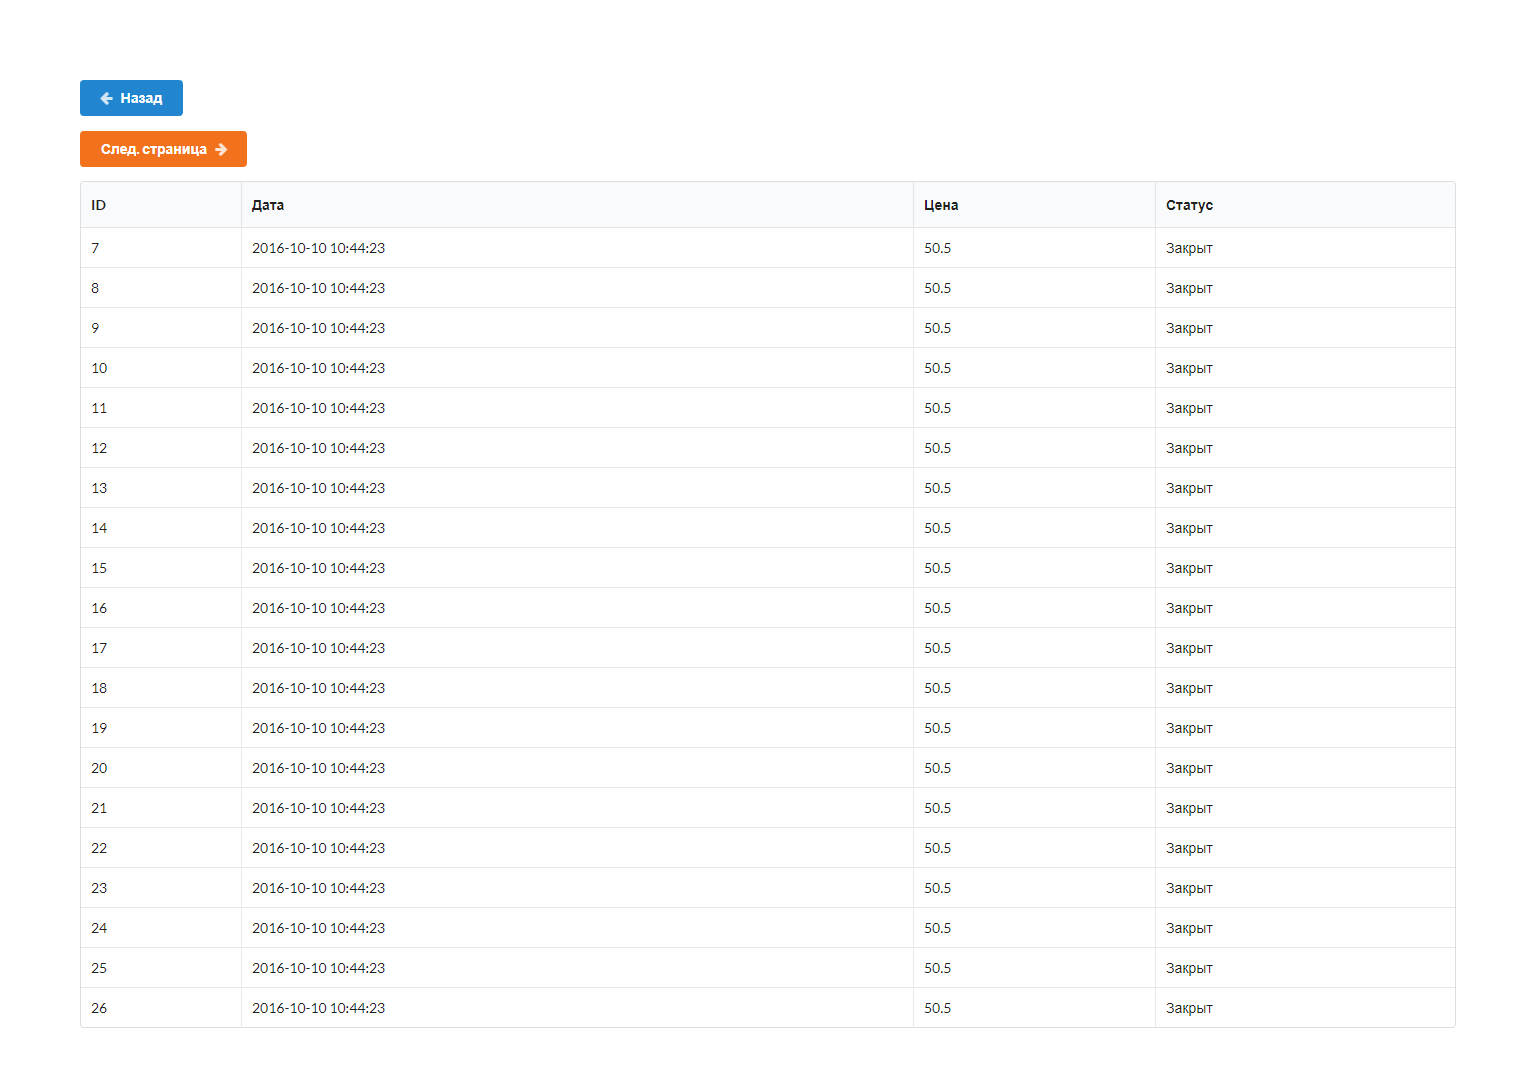 Назад
След. страница
ID Дата Цена Статус
7 2016-10-10 10:44:23 50.5 Закрыт
8 2016-10-10 10:44:23 50.5 Закрыт
9 2016-10-10 10:44:23 50.5 Закрыт
10 2016-10-10 10:44:23 50.5 Закрыт
11 2016-10-10 10:44:23 50.5 Закрыт
12 2016-10-10 10:44:23 50.5 Закрыт
13 2016-10-10 10:44:23 50.5 Закрыт
14 2016-10-10 10:44:23 50.5 Закрыт
15 2016-10-10 10:44:23 50.5 Закрыт
16 2016-10-10 10:44:23 50.5 Закрыт
17 2016-10-10 10:44:23 50.5 Закрыт
18 2016-10-10 10:44:23 50.5 Закрыт
19 2016-10-10 10:44:23 50.5 Закрыт
20 2016-10-10 10:44:23 50.5 Закрыт
21 2016-10-10 10:44:23 50.5 Закрыт
22 2016-10-10 10:44:23 50.5 Закрыт
23 2016-10-10 10:44:23 50.5 Закрыт
24 2016-10-10 10:44:23 50.5 Закрыт
25 2016-10-10 10:44:23 50.5 Закрыт
26 2016-10-10 10:44:23 50.5 Закрыт